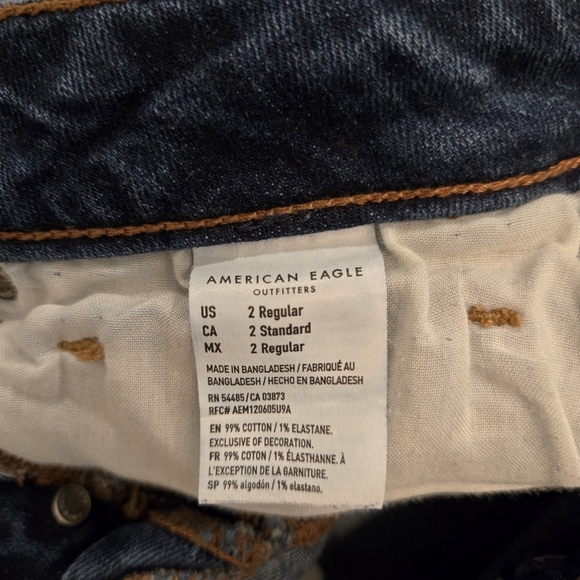 AMERICAN EAGLE
OUTFITTERS
US 2 Regular
CA 2 Standard
MX 2 Regular
MADE IN BANGLADESH / FABRIQUÉ AU
BANGLADESH / HECHO EN BANGLADESH
RN 54485/CA 03873
RFC# AEM120605U9A
EN 99% COTTON / 1% ELASTANE.
EXCLUSIVE OF DECORATION.
FR 99% COTON / 1% ÉLASTHANNE. À
L'EXCEPTION DE LA GARNITURE.
SP 99% algodón / 1% elastano.